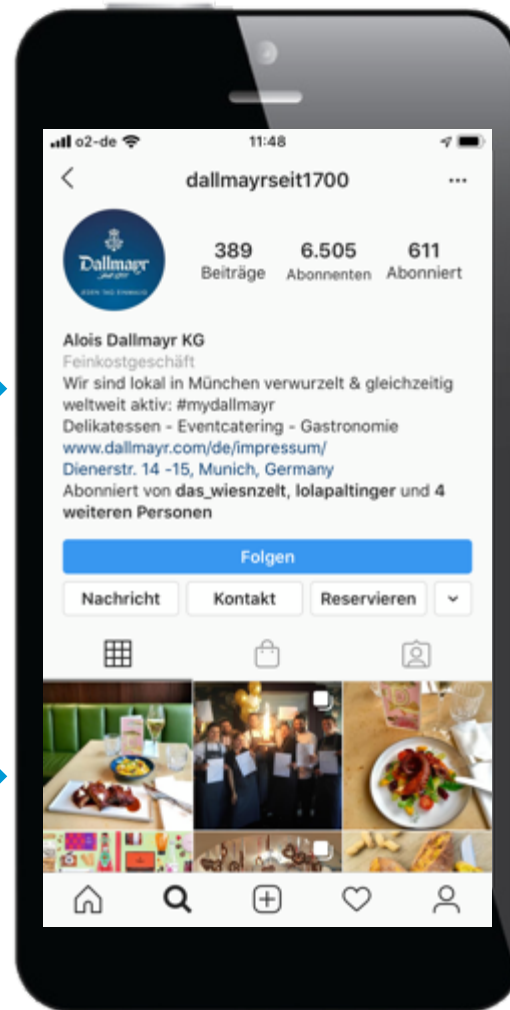 o2-de
11:48
dallmayrseit1700
Dallmayr
389
6.505
611
Beiträge
Abonnenten
Abonniert
Alois Dallmayr KG
Feinkostgeschäft
Wir sind lokal in München verwurzelt & gleichzeitig
weltweit aktiv: #mydallmayr
Delikatessen - Eventcatering - Gastronomie
www.dallmayr.com/de/impressum/
Dienerstr. 14 -15, Munich, Germany
Abonniert von das_wiesnzelt, lolapaltinger und 4
weiteren Personen
Folgen
Nachricht
Kontakt
Reservieren